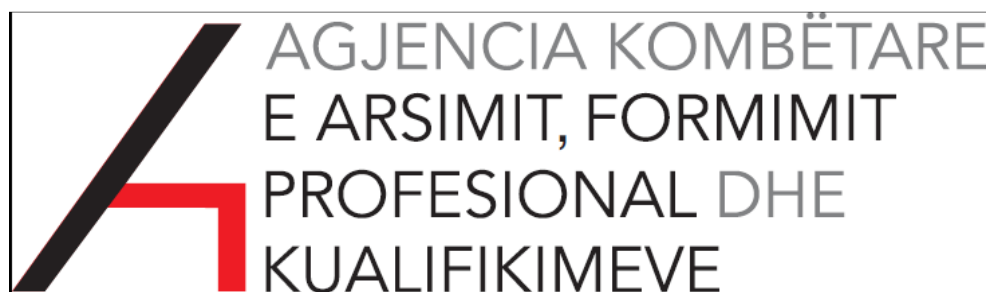 AGJENCIA KOMBËTARE
E ARSIMIT, FORMIMIT
PROFESIONAL DHE
KUALIFIKIMEVE